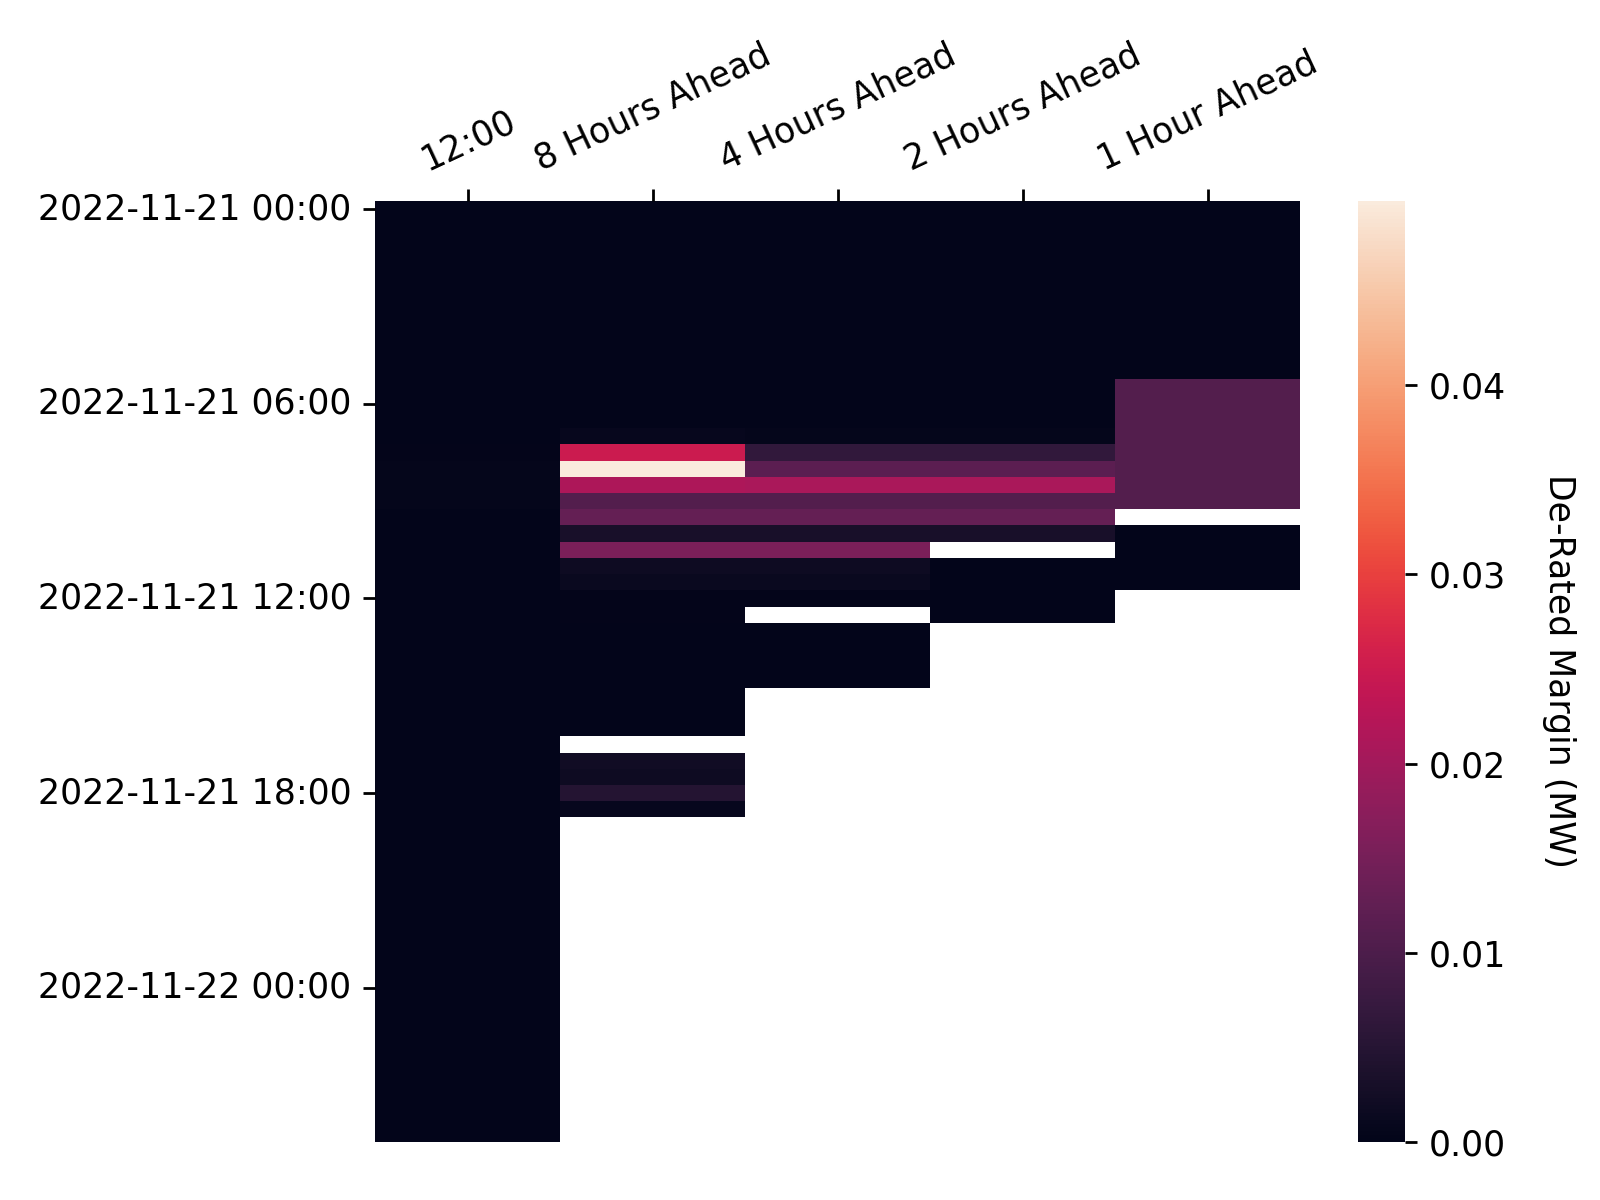 12:00
8 Hours Ahead
4 Hours Ahead
2 Hours Ahead
1 Hour Ahead
2022-11-21 00:00
2022-11-21 06:00
2022-11-21 12:00
2022-11-21 18:00
2022-11-22 00:00
0.04
0.03
0.02
0.01
0.00
De-Rated Margin (MW)